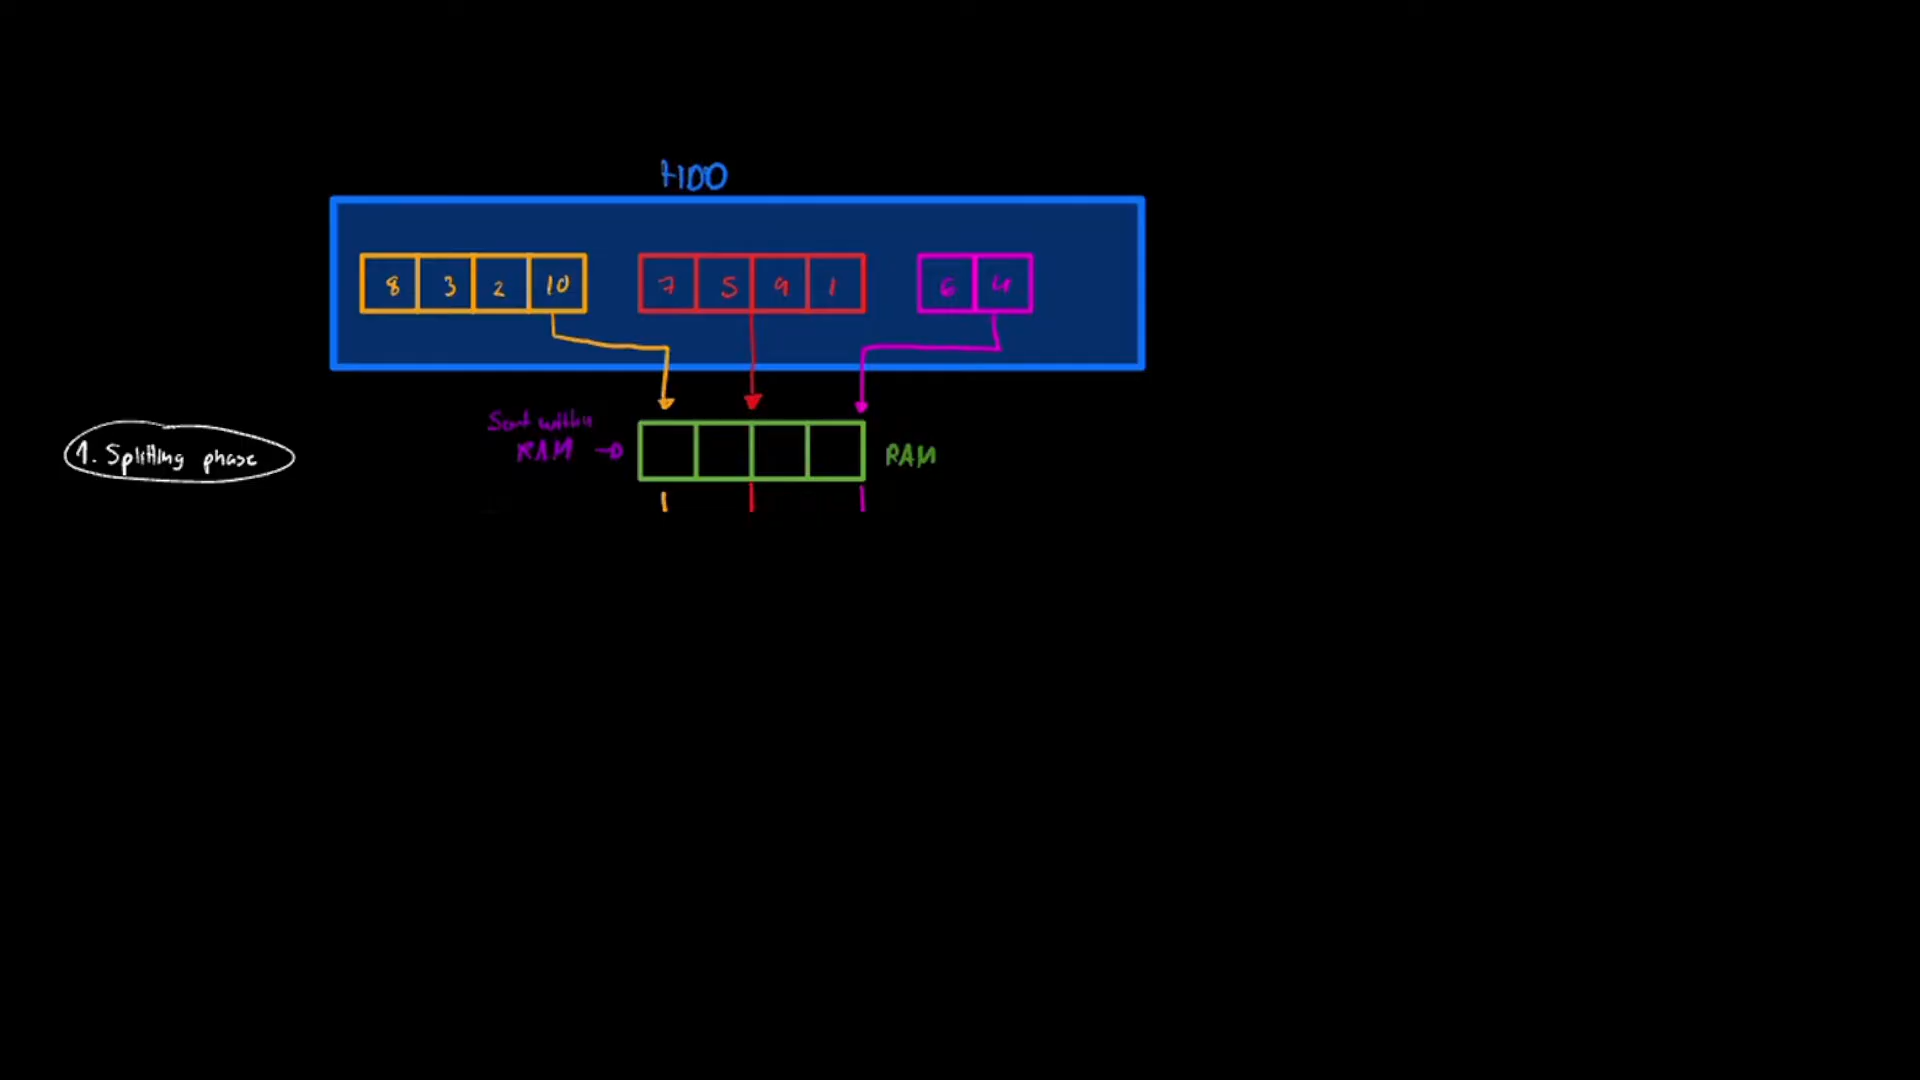 HDD
8 3 2 10 7 5 9 1 6 4
Sort within
RAM
RAM
1. Splitting phase